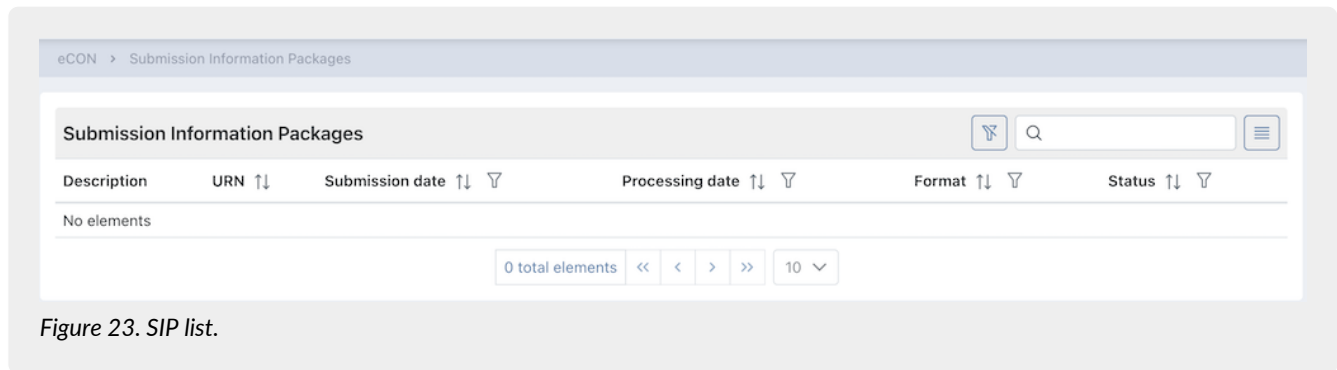 eCON > Submission Information Packages
Submission Information Packages
Description URN Submission date Processing date Format Status
No elements
0 total elements << < > >> 10
Figure 23. SIP list.